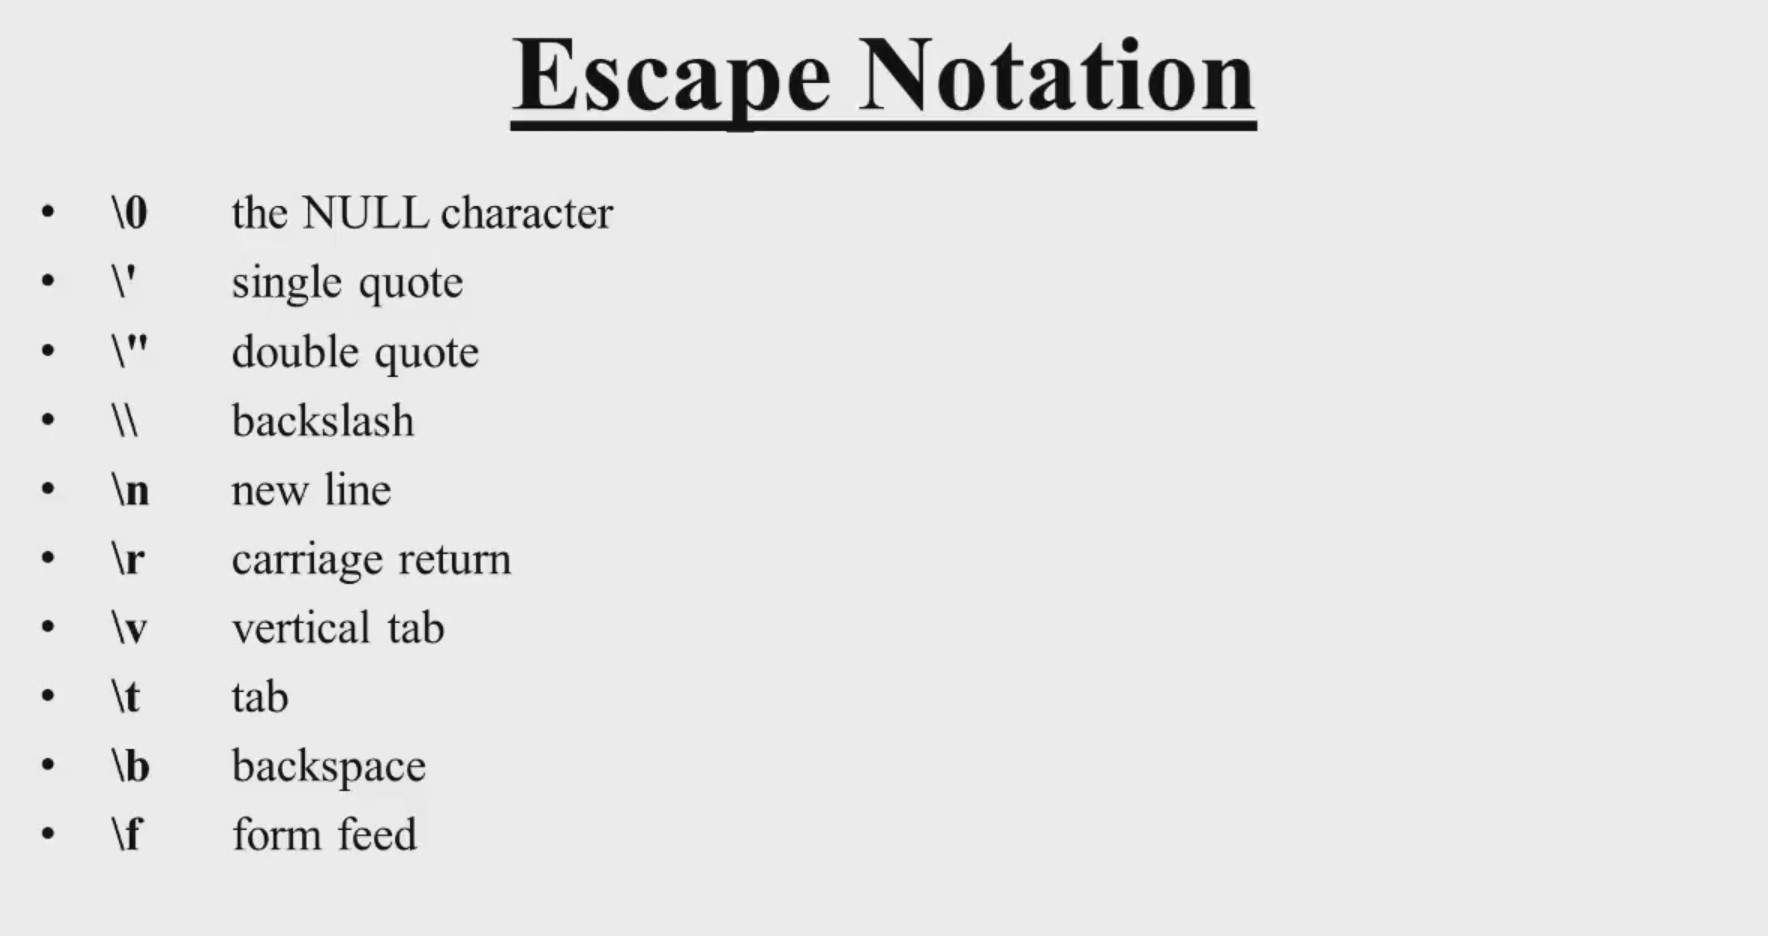 Escape Notation
• \0 the NULL character
• \' single quote
• \" double quote
• \\ backslash
• \n new line
• \r carriage return
• \v vertical tab
• \t tab
• \b backspace
• \f form feed